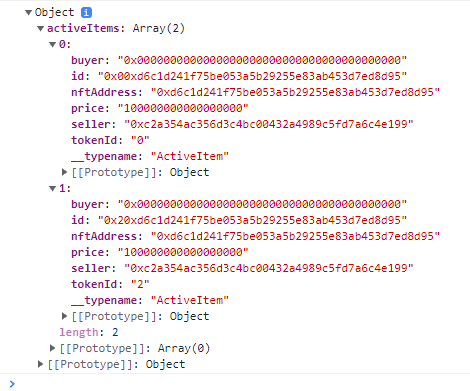 ▼ Object i
▼ activeItems: Array(2)
▼ 0:
buyer: "0x0000000000000000000000000000000000000000"
id: "0x00xd6c1d241f75be053a5b29255e83ab453d7ed8d95"
nftAddress: "0xd6c1d241f75be053a5b29255e83ab453d7ed8d95"
price: "100000000000000000"
seller: "0xc2a354ac356d3c4bc00432a4989c5fd7a6c4e199"
tokenId: "0"
__typename: "ActiveItem"
▶ [[Prototype]]: Object
▼ 1:
buyer: "0x0000000000000000000000000000000000000000"
id: "0x20xd6c1d241f75be053a5b29255e83ab453d7ed8d95"
nftAddress: "0xd6c1d241f75be053a5b29255e83ab453d7ed8d95"
price: "100000000000000000"
seller: "0xc2a354ac356d3c4bc00432a4989c5fd7a6c4e199"
tokenId: "2"
__typename: "ActiveItem"
▶ [[Prototype]]: Object
length: 2
▶ [[Prototype]]: Array(0)
▶ [[Prototype]]: Object
>